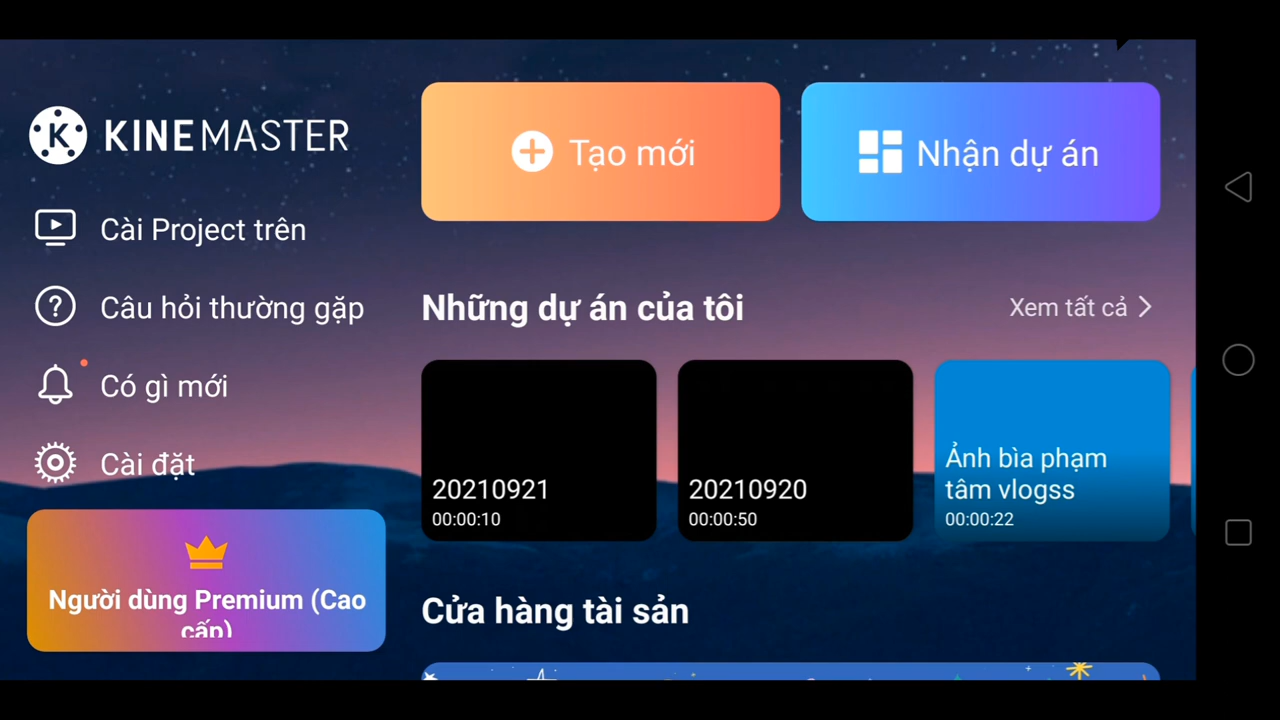 KINEMASTER
Cài Project trên
Câu hỏi thường gặp
Có gì mới
Cài đặt
Người dùng Premium (Cao
cấp)
Tạo mới
Nhận dự án
Những dự án của tôi
Xem tất cả
20210921
00:00:10
20210920
00:00:50
Ảnh bìa phạm
tâm vlogss
00:00:22
Cửa hàng tài sản